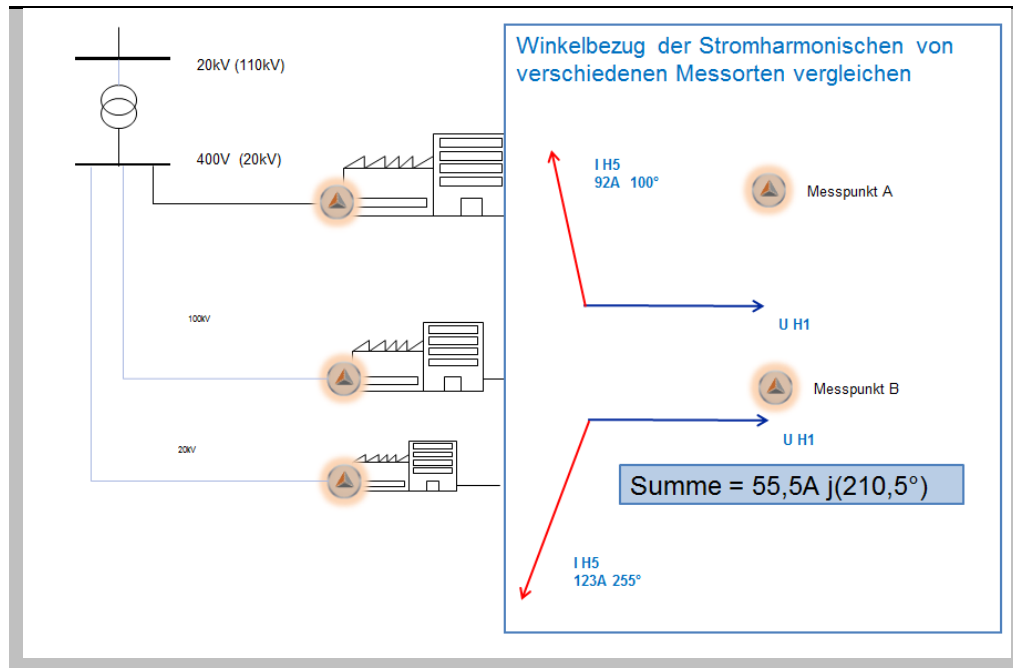 20kV (110kV)
400V (20kV)
100kV
20kV
Winkelbezug der Stromharmonischen von
verschiedenen Messorten vergleichen
I H5
92A 100°
Messpunkt A
U H1
Messpunkt B
U H1
Summe = 55,5A j(210,5°)
I H5
123A 255°